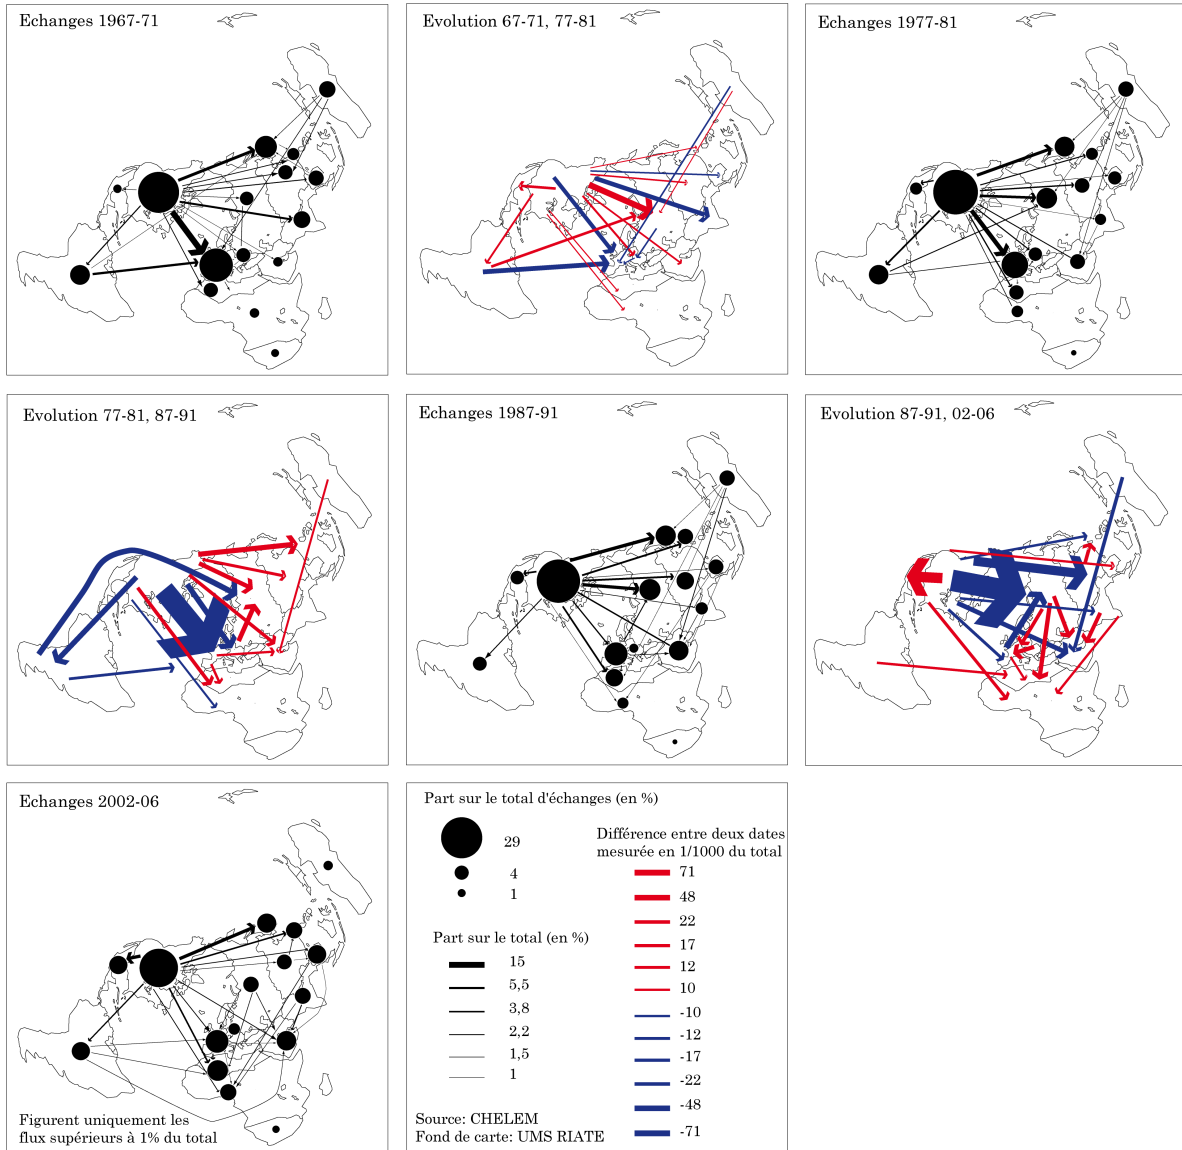 Echanges 1967-71
Evolution 67-71, 77-81
Echanges 1977-81
Evolution 77-81, 87-91
Echanges 1987-91
Evolution 87-91, 02-06
Echanges 2002-06
Figurent uniquement les
flux supérieurs à 1% du total
Part sur le total d'échanges (en %)
29
4
1
Part sur le total (en %)
15
5,5
3,8
2,2
1,5
1
Différence entre deux dates
mesurée en 1/1000 du total
71
48
22
17
12
10
-10
-12
-17
-22
-48
-71
Source: CHELEM
Fond de carte: UMS RIATE